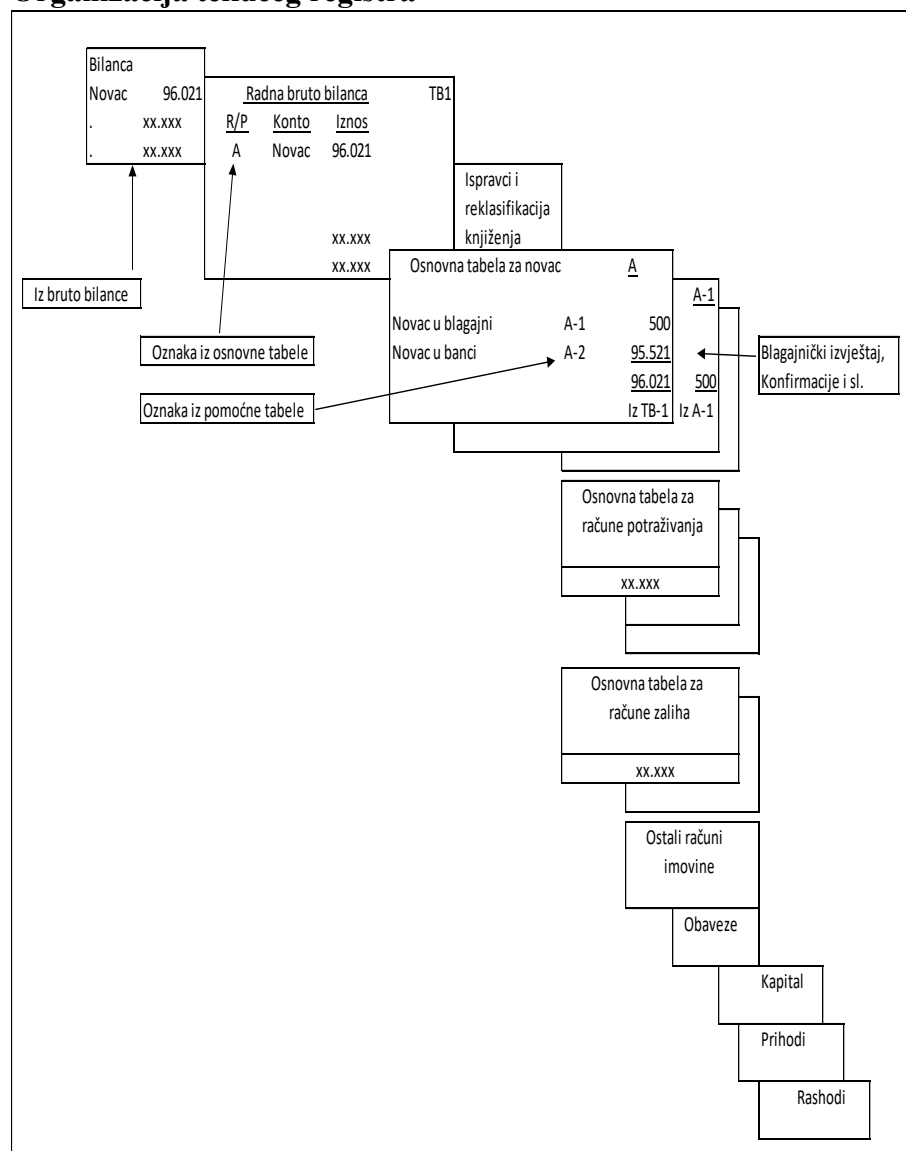 Organizacija tekućeg registra
Bilanca
Novac 96.021
. xx.xxx
. xx.xxx
Radna bruto bilanca TB1
R/P Konto Iznos
A Novac 96.021
xx.xxx
xx.xxx
Ispravci i
reklasifikacija
knjiženja
Iz bruto bilance
Oznaka iz osnovne tabele
Oznaka iz pomoćne tabele
Osnovna tabela za novac A
Novac u blagajni A-1 500
Novac u banci A-2 95.521
96.021
Iz TB-1
A-1
500
Iz A-1
Blagajnički izvještaj,
Konfirmacije i sl.
Osnovna tabela za
račune potraživanja
xx.xxx
Osnovna tabela za
račune zaliha
xx.xxx
Ostali računi
imovine
Obaveze
Kapital
Prihodi
Rashodi